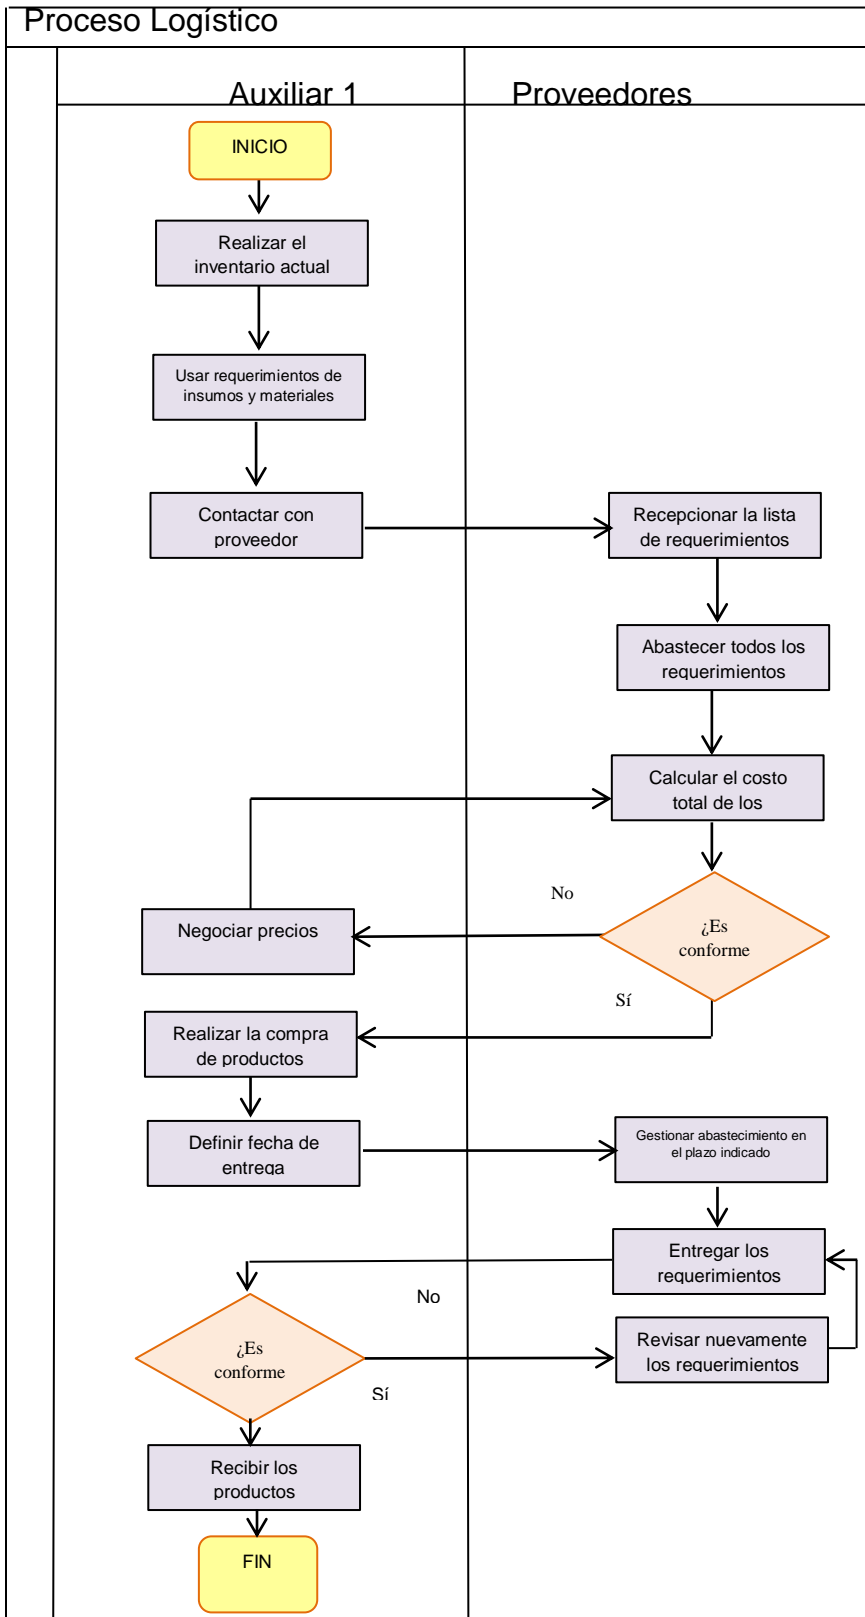 Proceso Logístico
Auxiliar 1
Proveedores
INICIO
Realizar el
inventario actual
Usar requerimientos de
insumos y materiales
Contactar con
proveedor
Recepcionar la lista
de requerimientos
Abastecer todos los
requerimientos
Calcular el costo
total de los
No
¿Es
conforme
Negociar precios
Sí
Realizar la compra
de productos
Definir fecha de
entrega
Gestionar abastecimiento en
el plazo indicado
Entregar los
requerimientos
No
¿Es
conforme
Revisar nuevamente
los requerimientos
Sí
Recibir los
productos
FIN